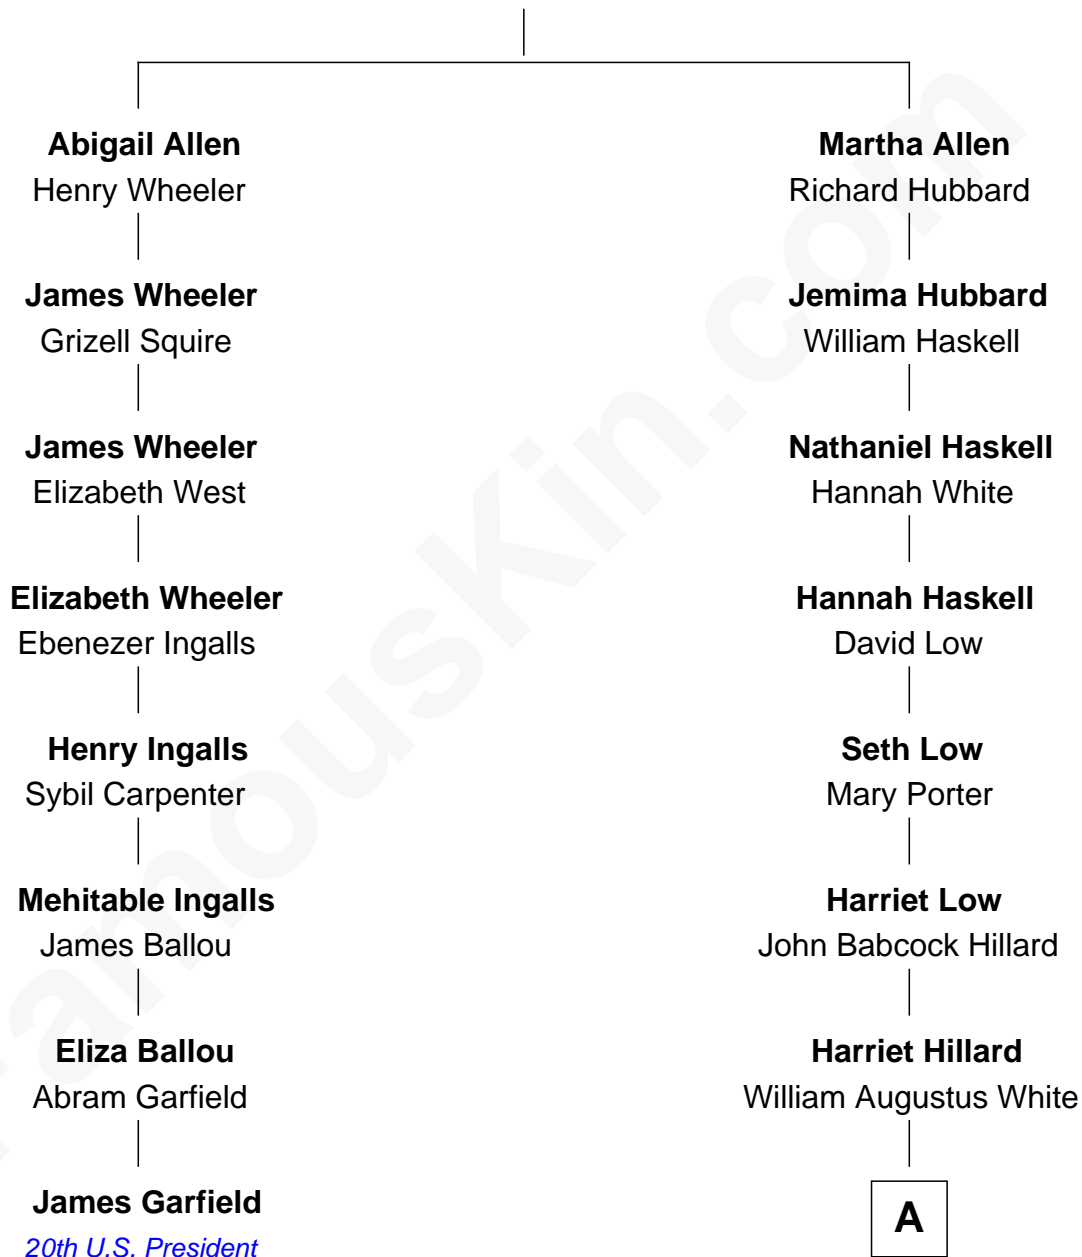 Abigail Allen
Henry Wheeler
Martha Allen
Richard Hubbard
James Wheeler
Grizell Squire
Jemima Hubbard
William Haskell
James Wheeler
Elizabeth West
Nathaniel Haskell
Hannah White
Elizabeth Wheeler
Ebenezer Ingalls
Hannah Haskell
David Low
Henry Ingalls
Sybil Carpenter
Seth Low
Mary Porter
Mehitable Ingalls
James Ballou
Harriet Low
John Babcock Hillard
Eliza Ballou
Abram Garfield
Harriet Hillard
William Augustus White
James Garfield
20th U.S. President
A
FamousKin.com